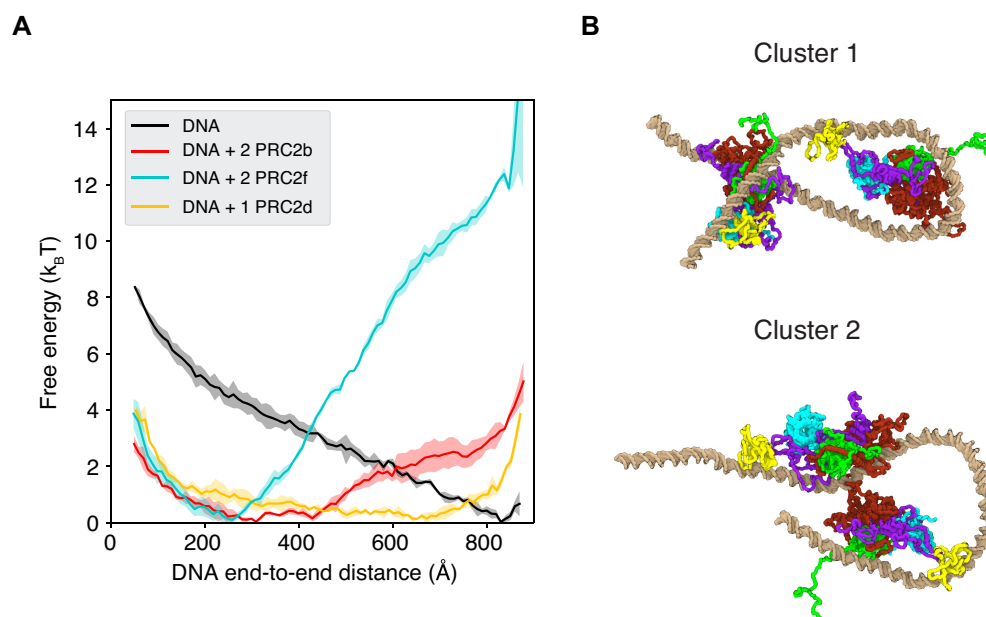 A
B
Cluster 1
DNA
DNA + 2 PRC2b
DNA + 2 PRC2f
DNA + 1 PRC2d
14
12
10
8
6
4
2
0
Free energy (kBT)
0
200
400
600
800
DNA end-to-end distance (Å)
Cluster 2